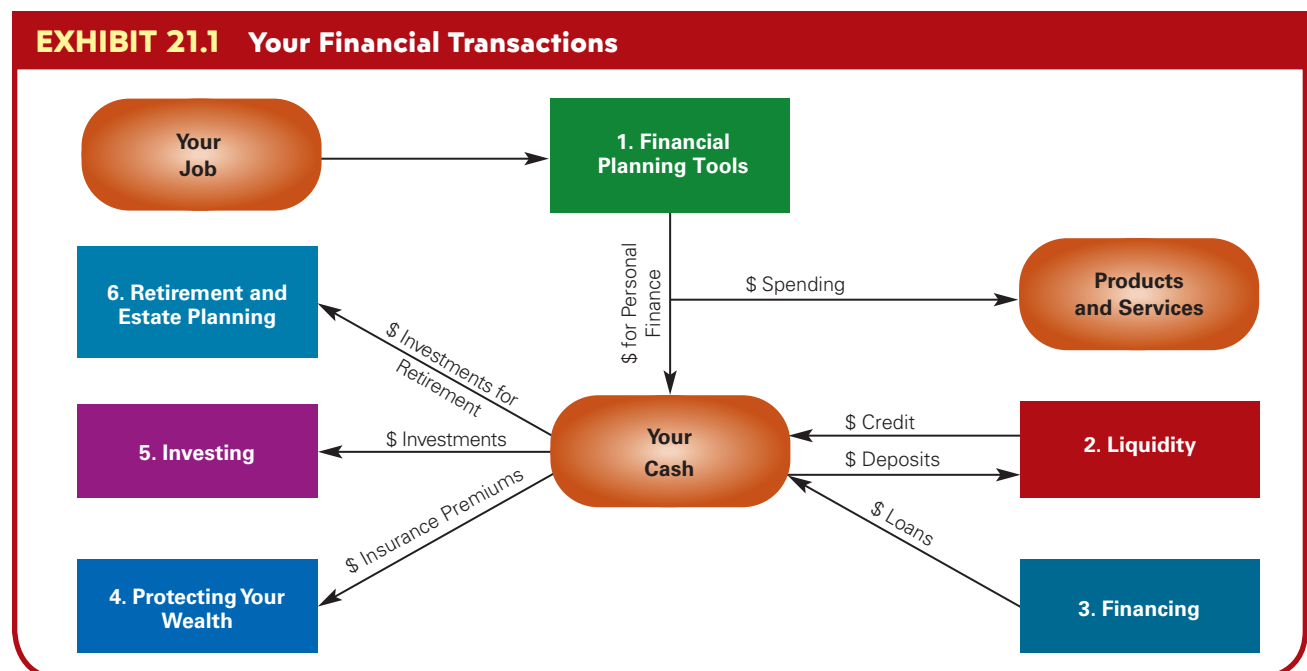 EXHIBIT 21.1 Your Financial Transactions
Your
Job
1. Financial
Planning Tools
$ for Personal
Finance
$ Spending
Products
and Services
6. Retirement and
Estate Planning
$ Investments for
Retirement
5. Investing
$ Investments
Your
Cash
$ Credit
$ Deposits
2. Liquidity
$ Insurance Premiums
$ Loans
4. Protecting Your
Wealth
3. Financing